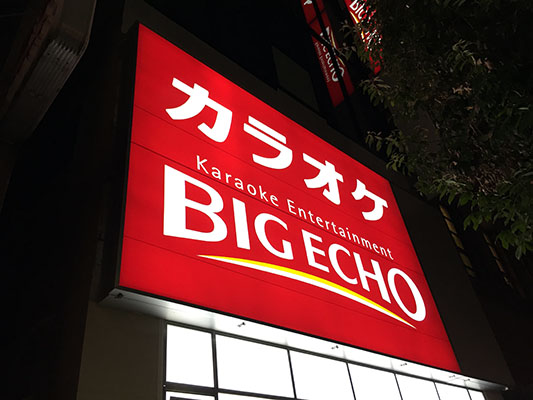 カラオケ
Karaoke Entertainment
BIG ECHO